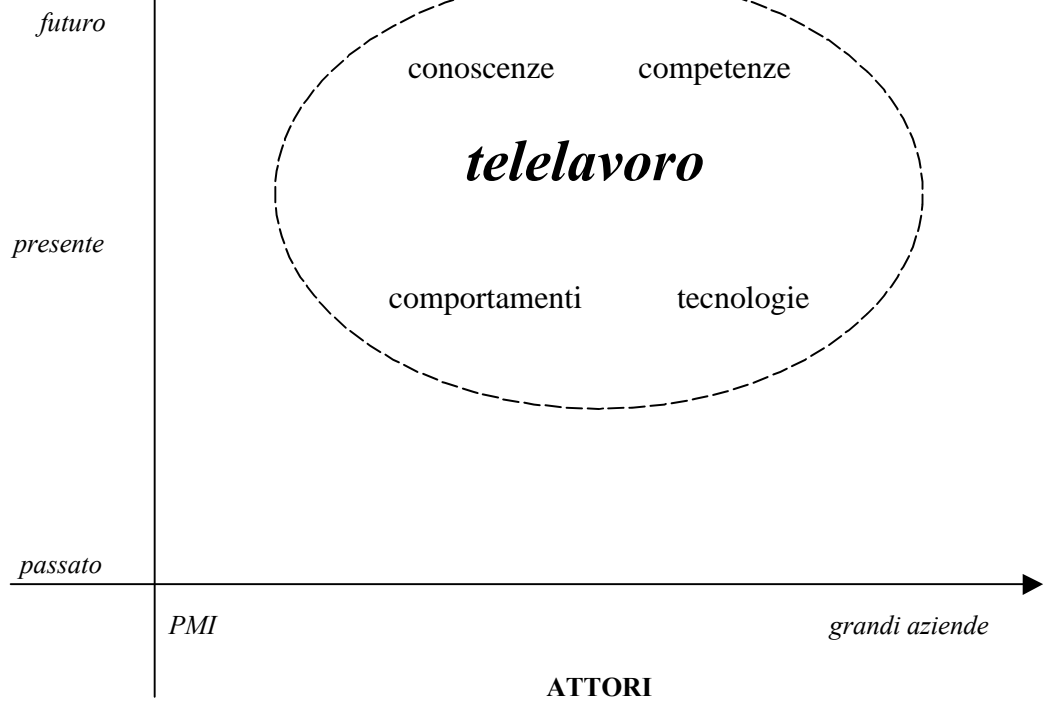 futuro
conoscenze competenze
telelavoro
presente
comportamenti tecnologie
passato
PMI grandi aziende
ATTORI